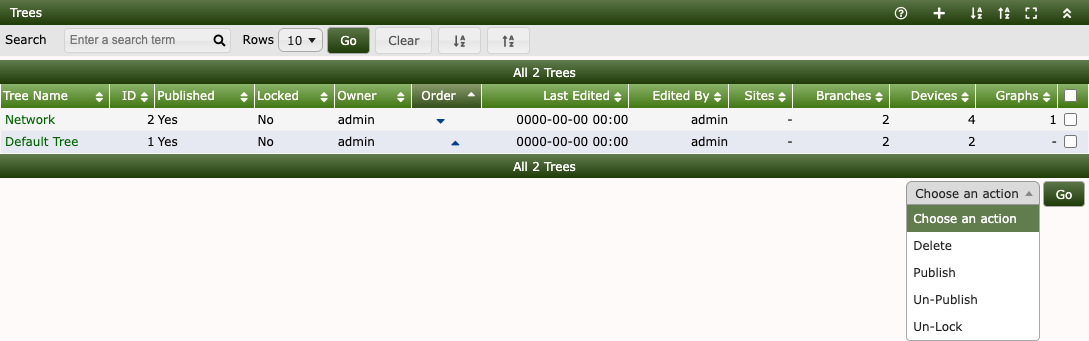 Trees
Search Enter a search term Rows 10 Go Clear
All 2 Trees
Tree Name ID Published Locked Owner Order Last Edited Edited By Sites Branches Devices Graphs
Network 2 Yes No admin 0000-00-00 00:00 admin - 2 4 1
Default Tree 1 Yes No admin 0000-00-00 00:00 admin - 2 2 -
All 2 Trees
Choose an action Go
Choose an action
Delete
Publish
Un-Publish
Un-Lock